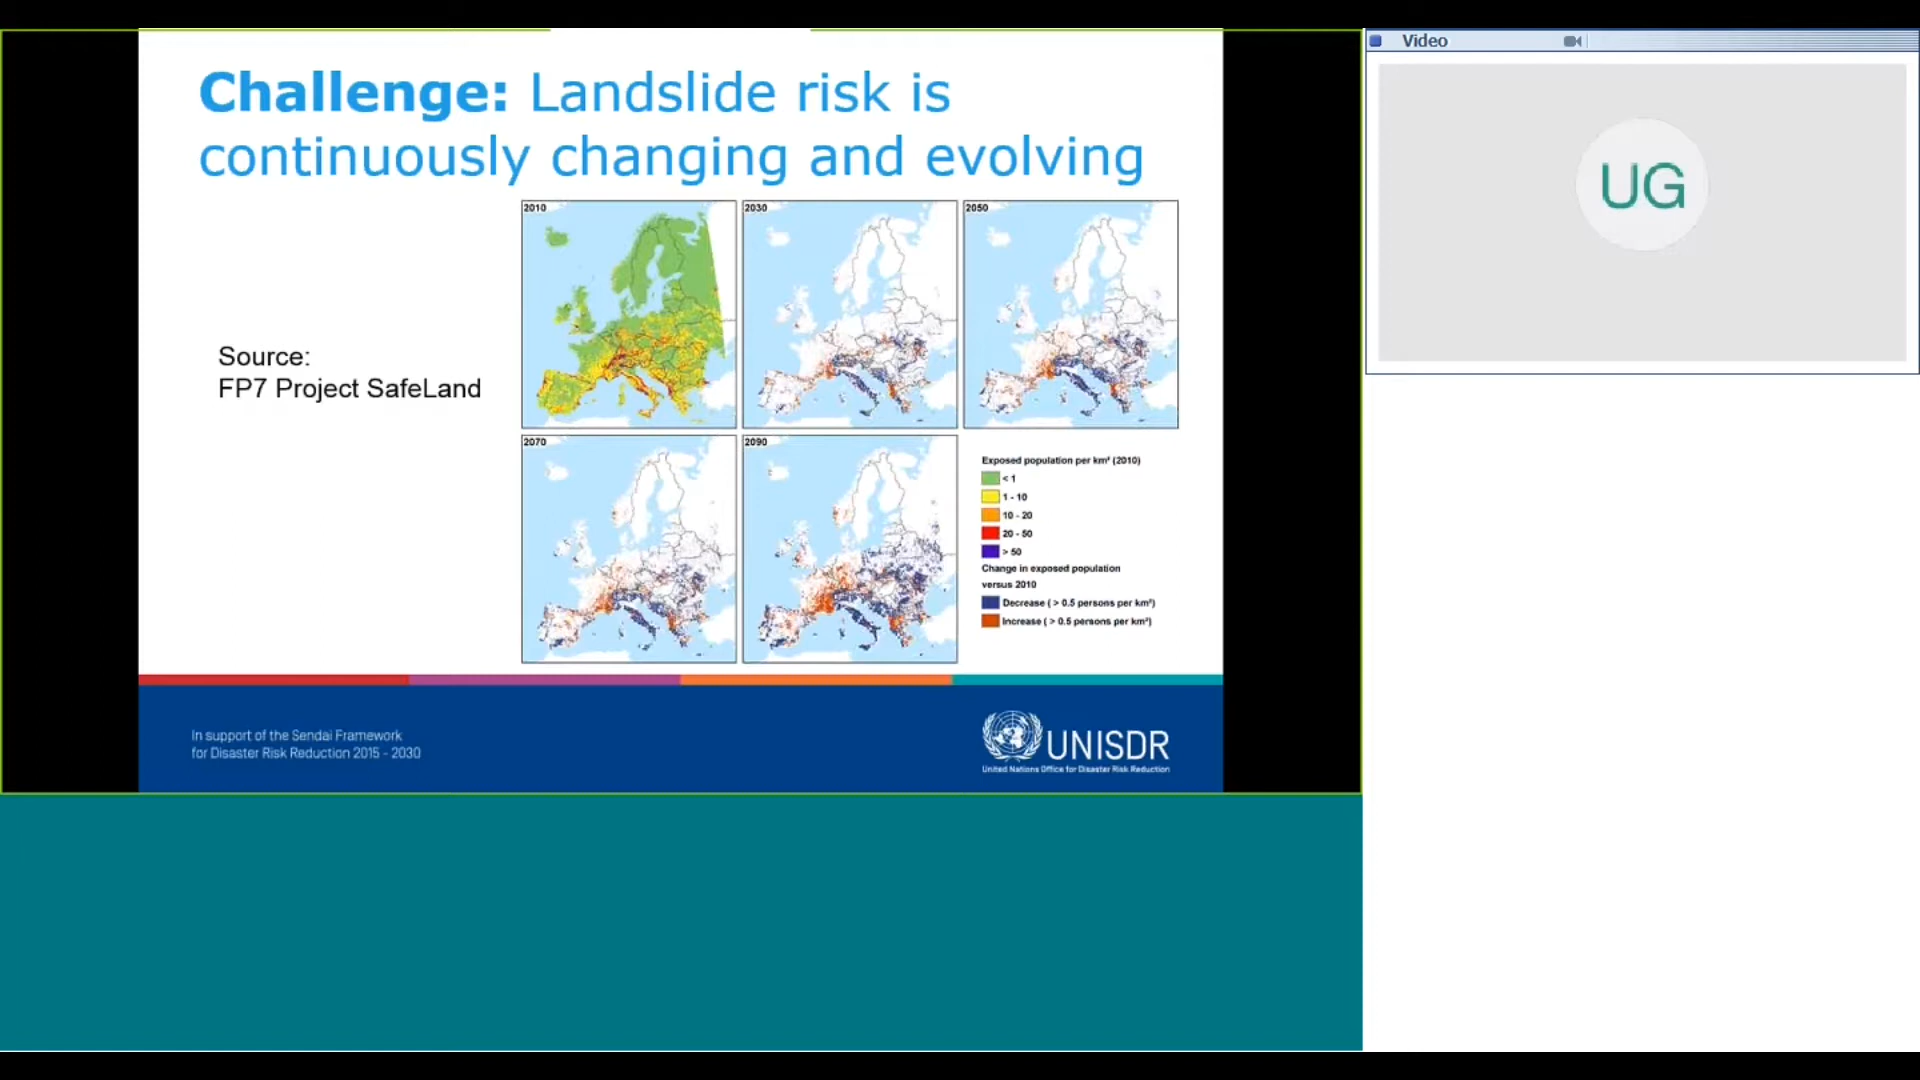 Challenge: Landslide risk is
continuously changing and evolving
Source:
FP7 Project SafeLand
2010
2030
2050
2070
2090
Exposed population per km² (2010)
< 1
1 - 10
10 - 20
20 - 50
> 50
Change in exposed population
versus 2010
Decrease ( > 0.5 persons per km²)
Increase ( > 0.5 persons per km²)
In support of the Sendai Framework
for Disaster Risk Reduction 2015 - 2030
UNISDR
United Nations Office for Disaster Risk Reduction
Video
UG